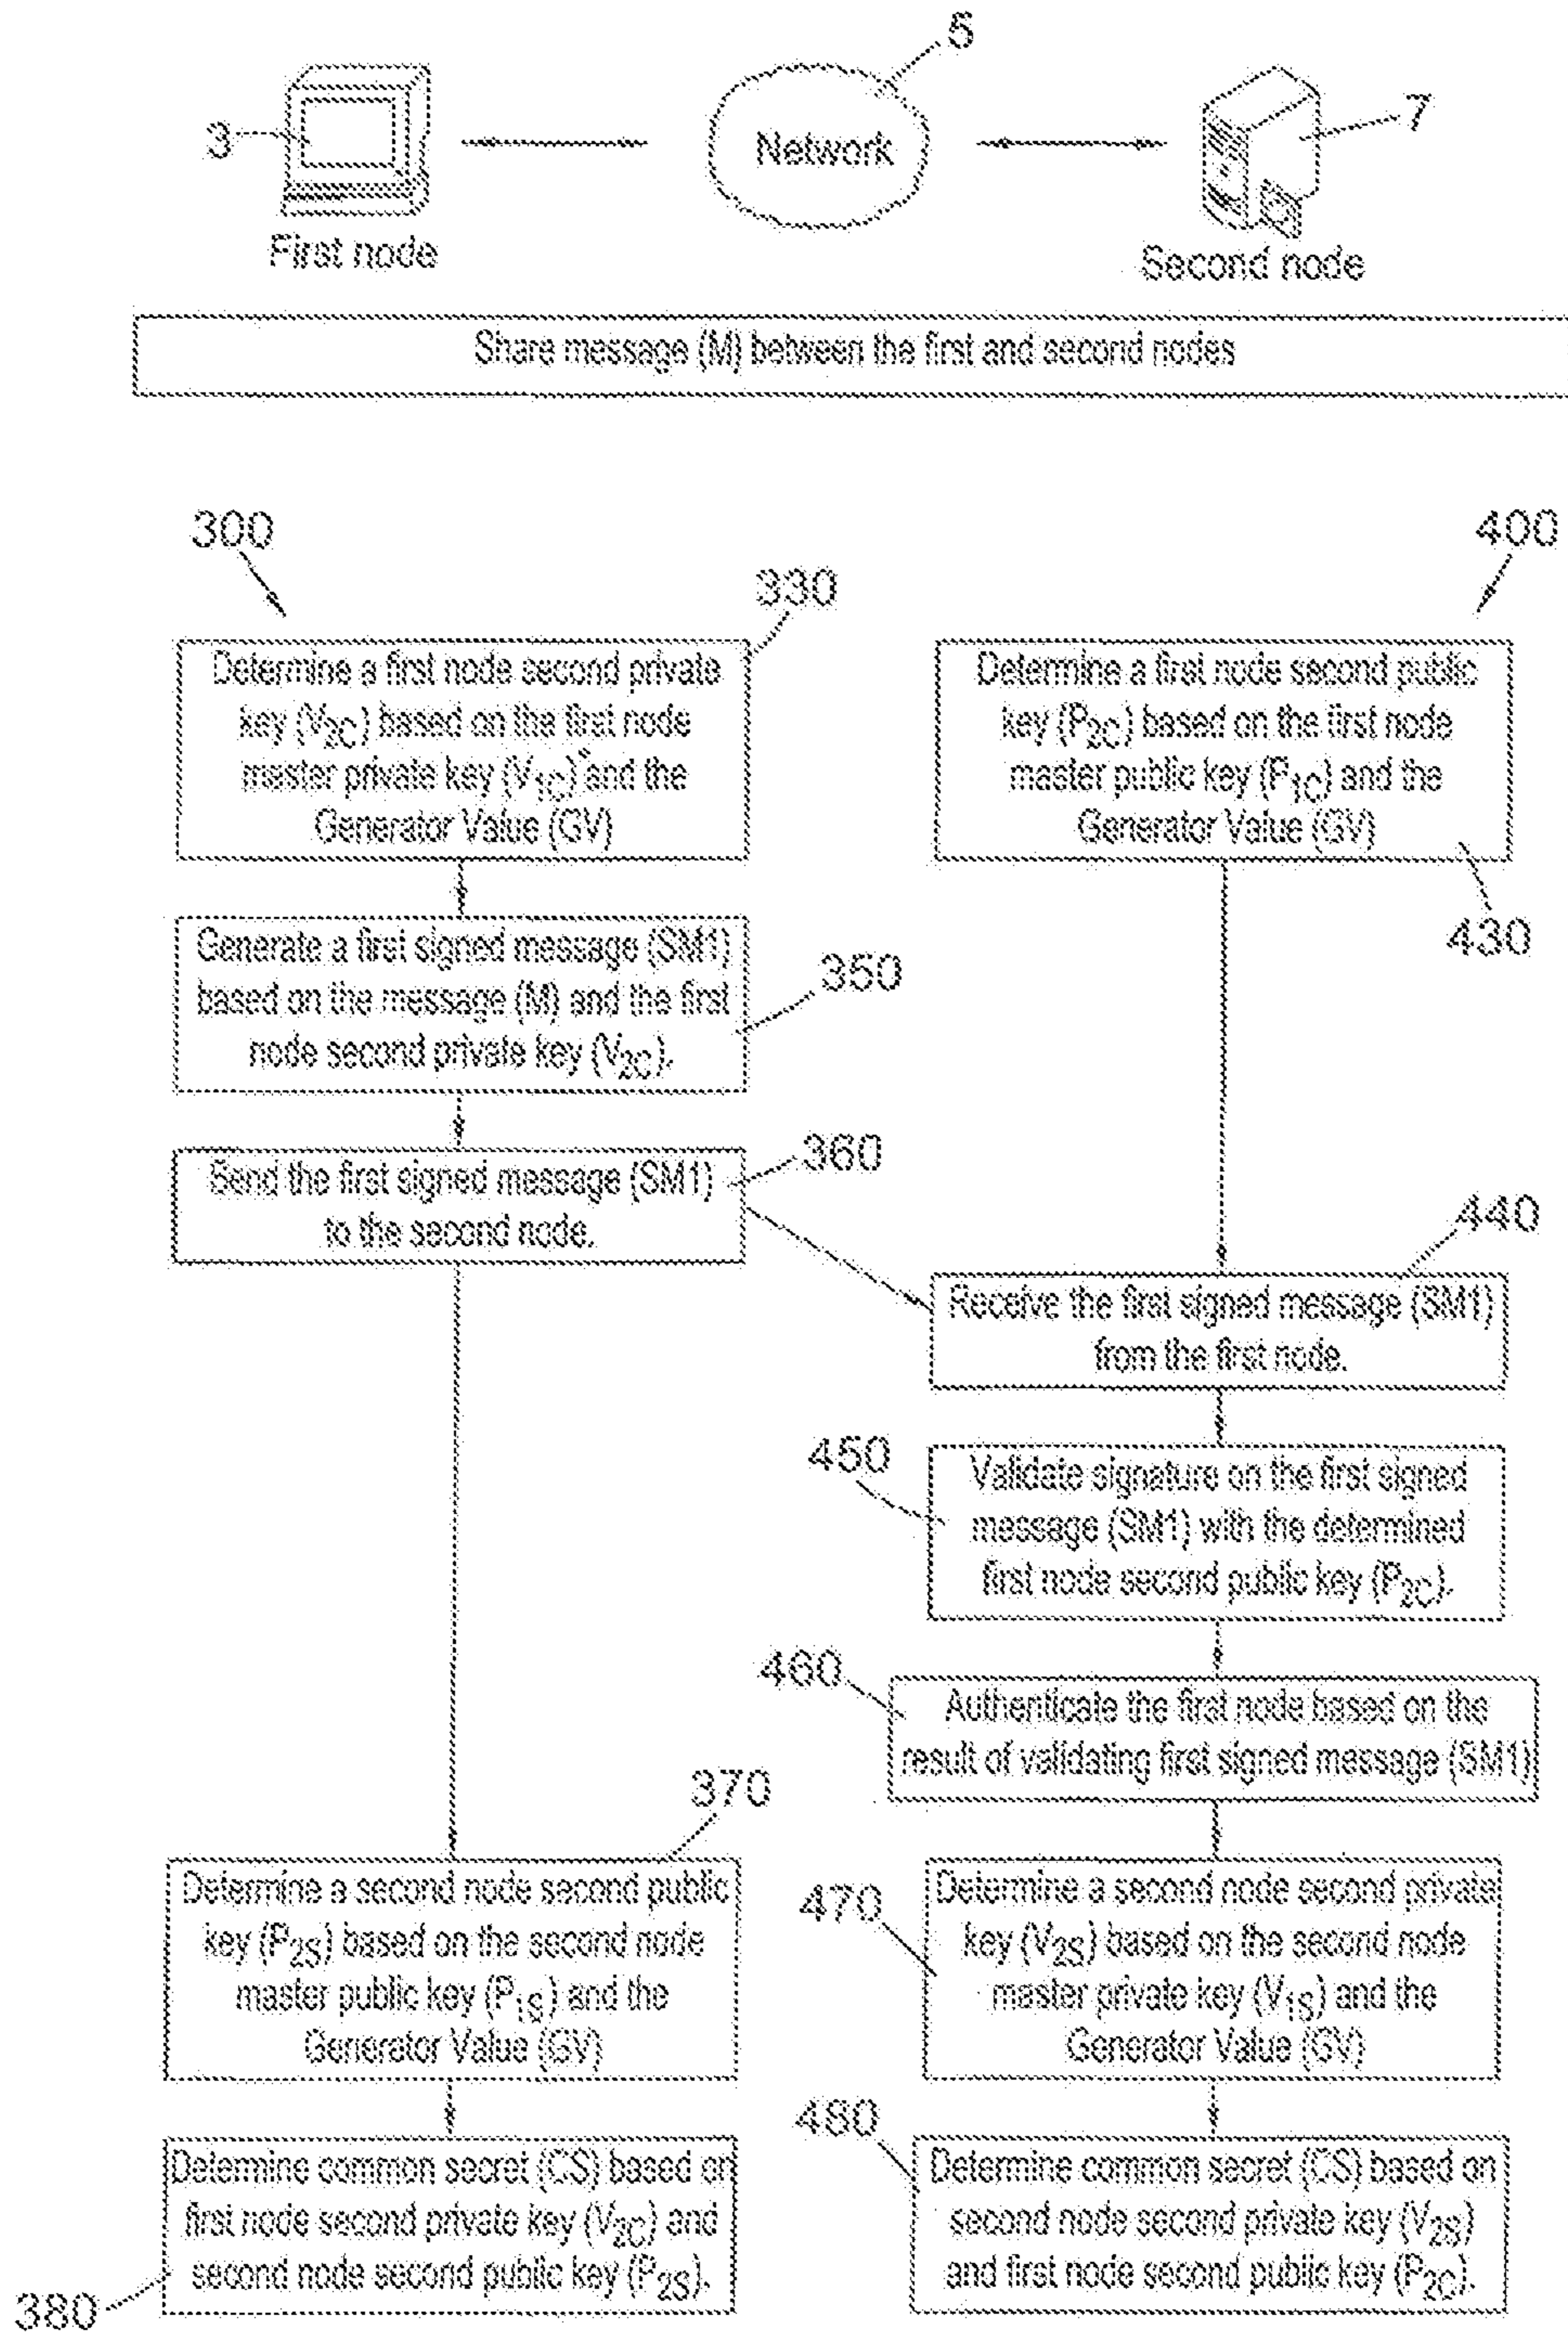 5
3
Network
7
First node
Second node
Share message (M) between the first and second nodes
300
400
330
Determine a first node second private
key (V2C) based on the first node
master private key (V1C) and the
Generator Value (GV)
Determine a first node second public
key (P2C) based on the first node
master public key (P1C) and the
Generator Value (GV)
430
Generate a first signed message (SM1)
based on the message (M) and the first
node second private key (V2C).
350
Send the first signed message (SM1)
to the second node.
360
440
Receive the first signed message (SM1)
from the first node.
450
Validate signature on the first signed
message (SM1) with the determined
first node second public key (P2C).
460
Authenticate the first node based on the
result of validating first signed message (SM1)
370
Determine a second node second public
key (P2S) based on the second node
master public key (P1S) and the
Generator Value (GV)
470
Determine a second node second private
key (V2S) based on the second node
master private key (V1S) and the
Generator Value (GV)
Determine common secret (CS) based on
first node second private key (V2C) and
second node second public key (P2S).
380
480
Determine common secret (CS) based on
second node second private key (V2S)
and first node second public key (P2C).